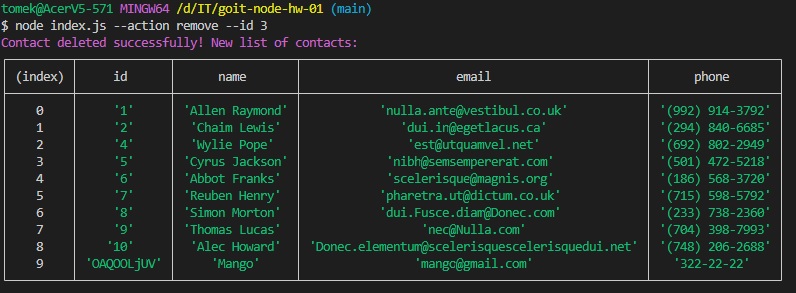 tomek@AcerV5-571 MINGW64 /d/IT/goit-node-hw-01 (main)
$ node index.js --action remove --id 3
Contact deleted successfully! New list of contacts:
(index) id name email phone
0 '1' 'Allen Raymond' 'nulla.ante@vestibul.co.uk' '(992) 914-3792'
1 '2' 'Chaim Lewis' 'dui.in@egetlacus.ca' '(294) 840-6685'
2 '4' 'Wylie Pope' 'est@utquamvel.net' '(692) 802-2949'
3 '5' 'Cyrus Jackson' 'nibh@semsempererat.com' '(501) 472-5218'
4 '6' 'Abbot Franks' 'scelerisque@magnis.org' '(186) 568-3720'
5 '7' 'Reuben Henry' 'pharetra.ut@dictum.co.uk' '(715) 598-5792'
6 '8' 'Simon Morton' 'dui.Fusce.diam@Donec.com' '(233) 738-2360'
7 '9' 'Thomas Lucas' 'nec@Nulla.com' '(704) 398-7993'
8 '10' 'Alec Howard' 'Donec.elementum@scelerisquescelerisquedui.net' '(748) 206-2688'
9 'OAQOOLjUV' 'Mango' 'mango@gmail.com' '322-22-22'